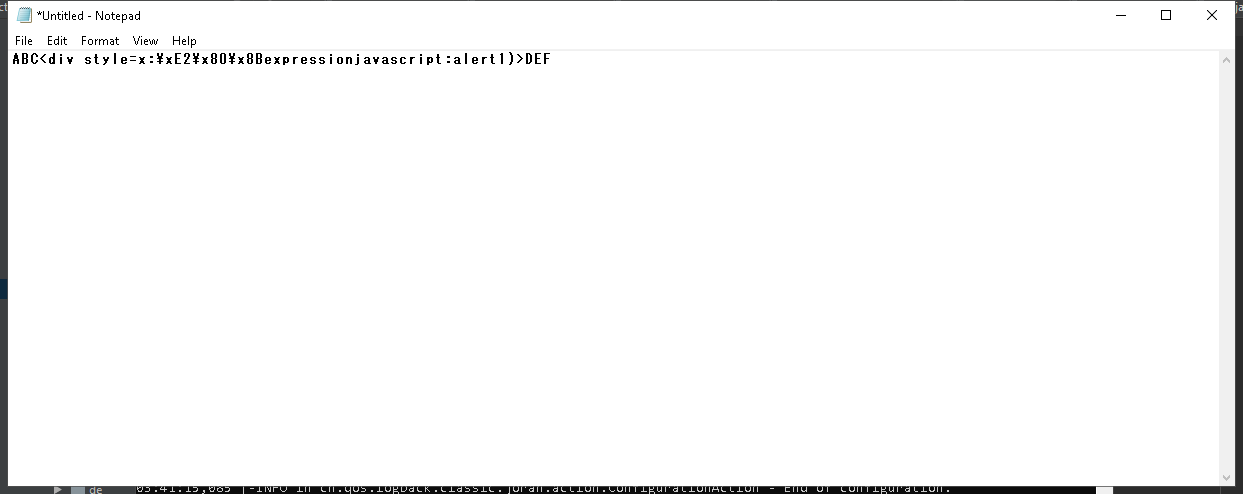 *Untitled - Notepad
File Edit Format View Help
ABC<div style=x:¥xE2¥x80¥x8Bexpressionjavascript:alert1)>DEF
de 03:41:15,085 |-INFO in ch.qos.logback.classic.joran.action.ConfigurationAction - End of configuration.